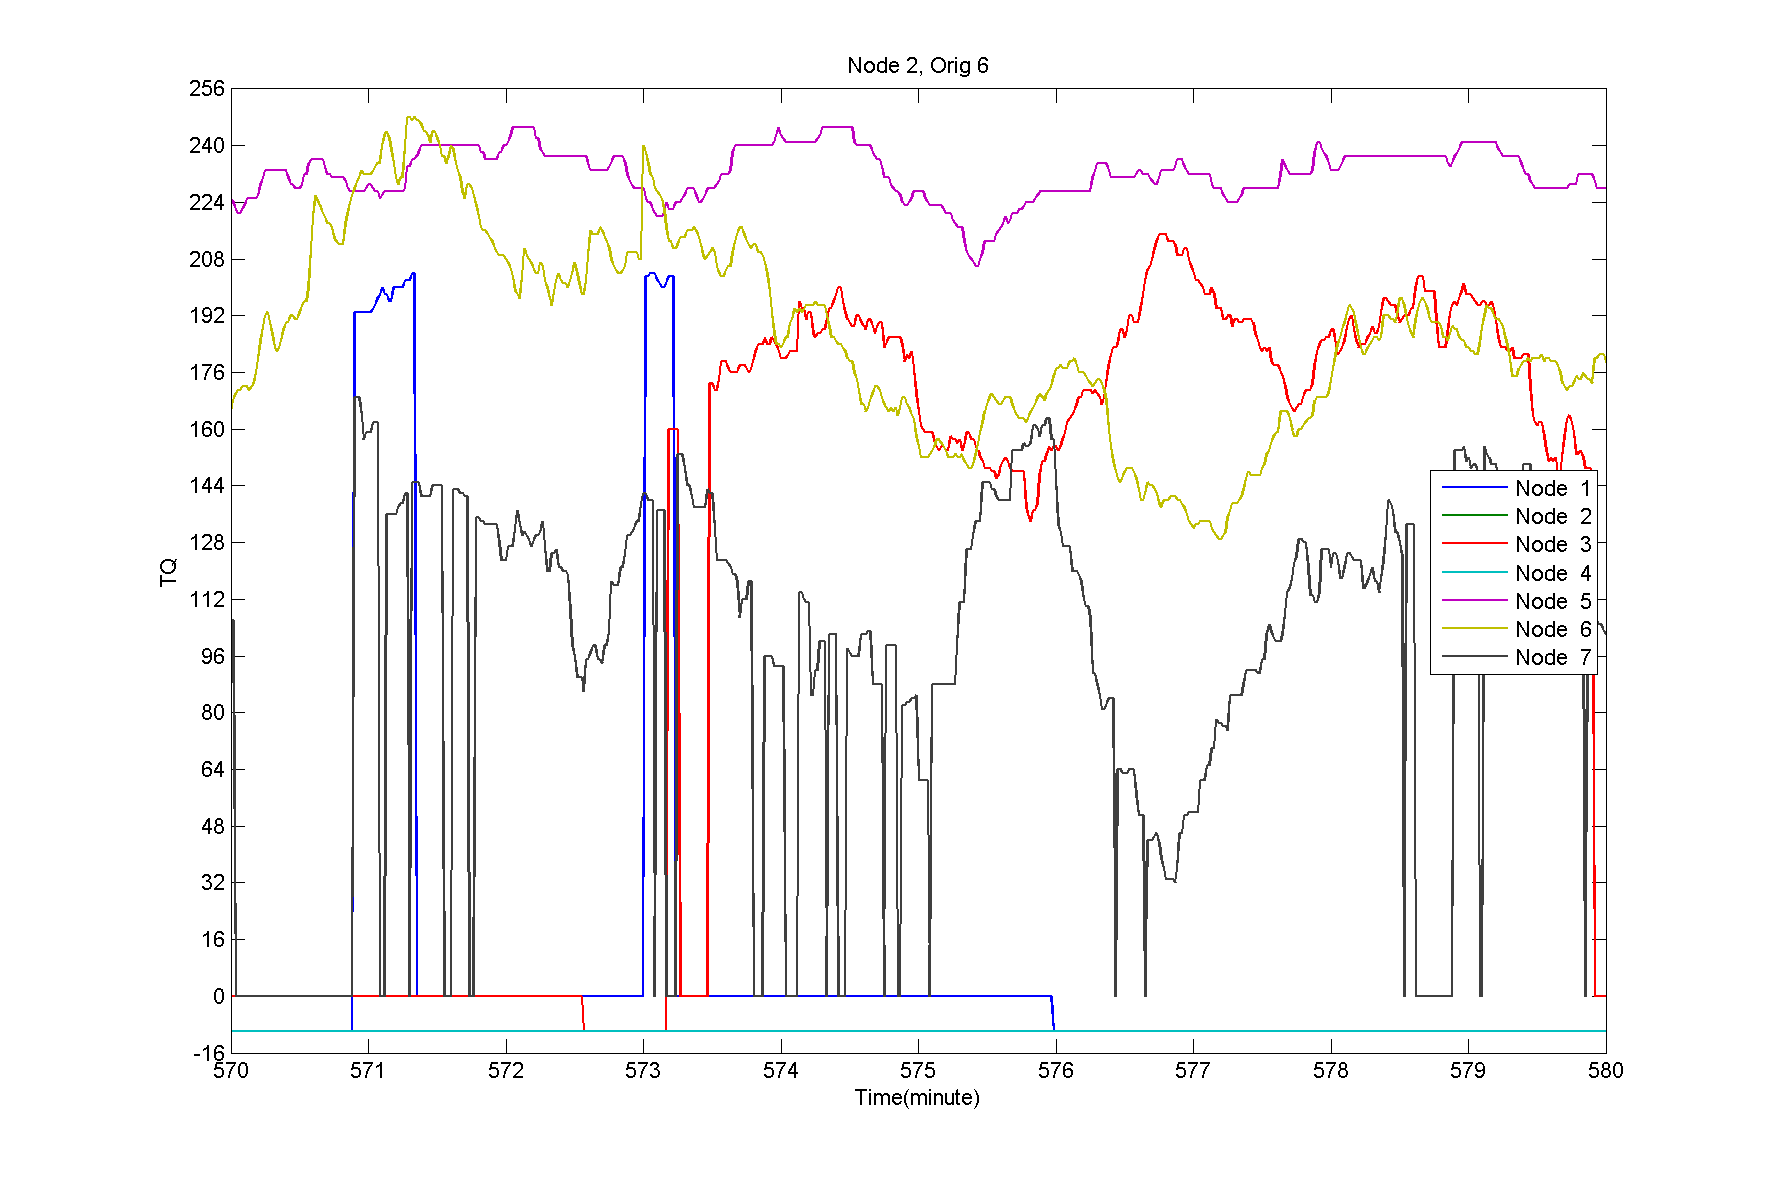 Node 2, Orig 6
256
240
224
208
192
176
160
144
128
112
96
80
64
48
32
16
0
-16
TQ
570 571 572 573 574 575 576 577 578 579 580
Time(minute)
Node 1
Node 2
Node 3
Node 4
Node 5
Node 6
Node 7